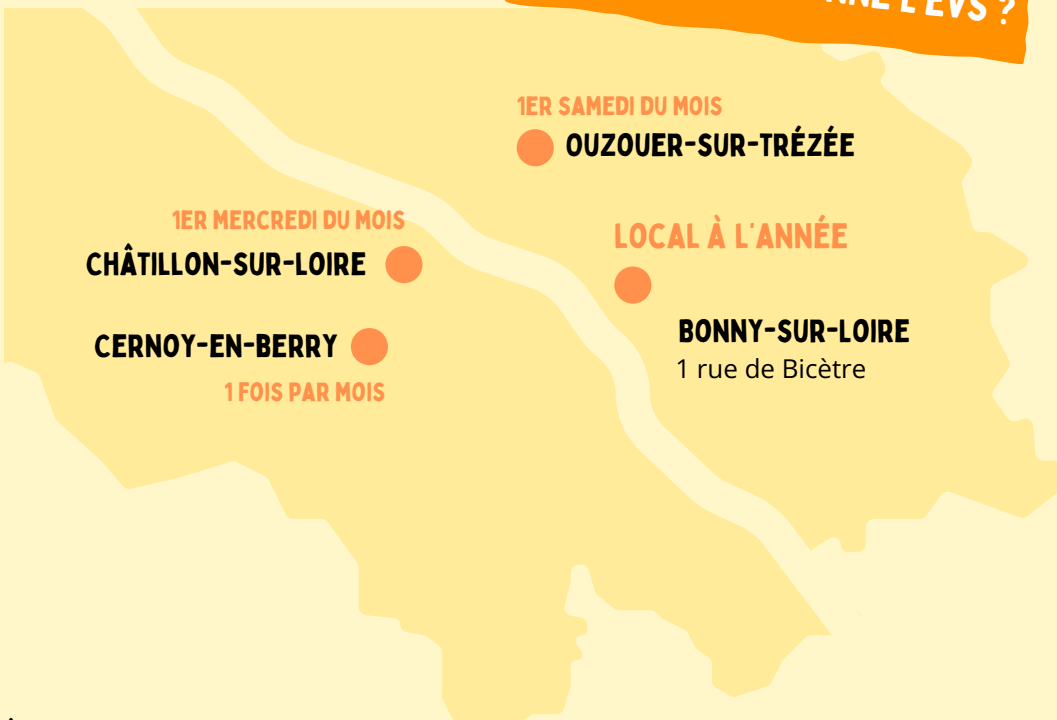 L'EVS ?
1ER SAMEDI DU MOIS
OUZOUER-SUR-TRÉZÉE
1ER MERCREDI DU MOIS
CHÂTILLON-SUR-LOIRE
LOCAL À L'ANNÉE
CERNOY-EN-BERRY
1 FOIS PAR MOIS
BONNY-SUR-LOIRE
1 rue de Bicètre